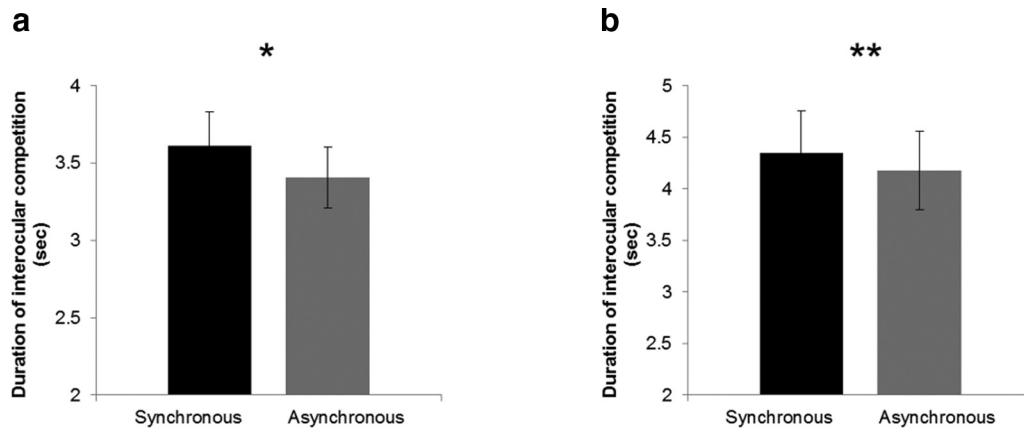 a
*
Duration of interocular competition
(sec)
4
3.5
3
2.5
2
Synchronous
Asynchronous
b
**
Duration of interocular competition
(sec)
5
4.5
4
3.5
3
2.5
2
Synchronous
Asynchronous